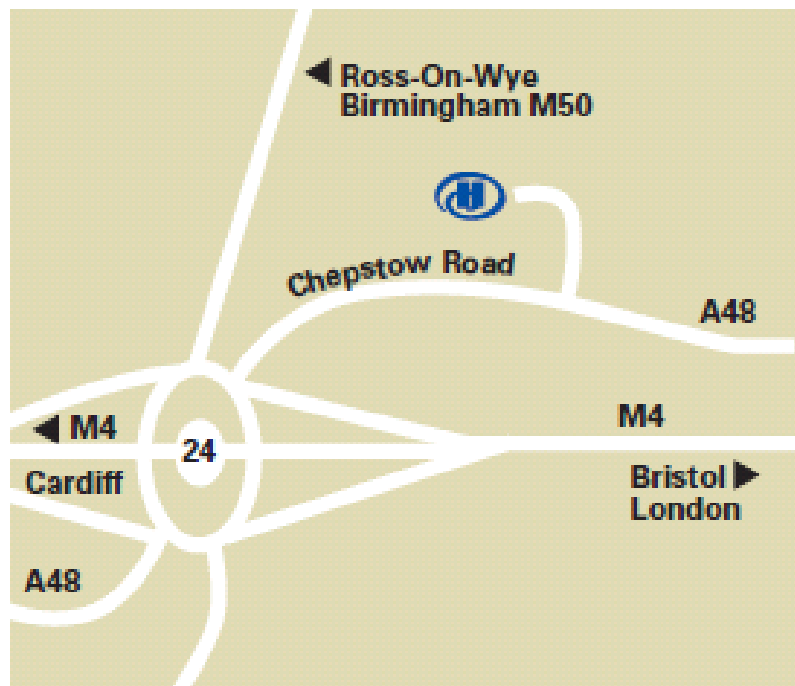 Ross-On-Wye
Birmingham M50
Chepstow Road
A48
M4
M4
24
Cardiff
Bristol
London
A48